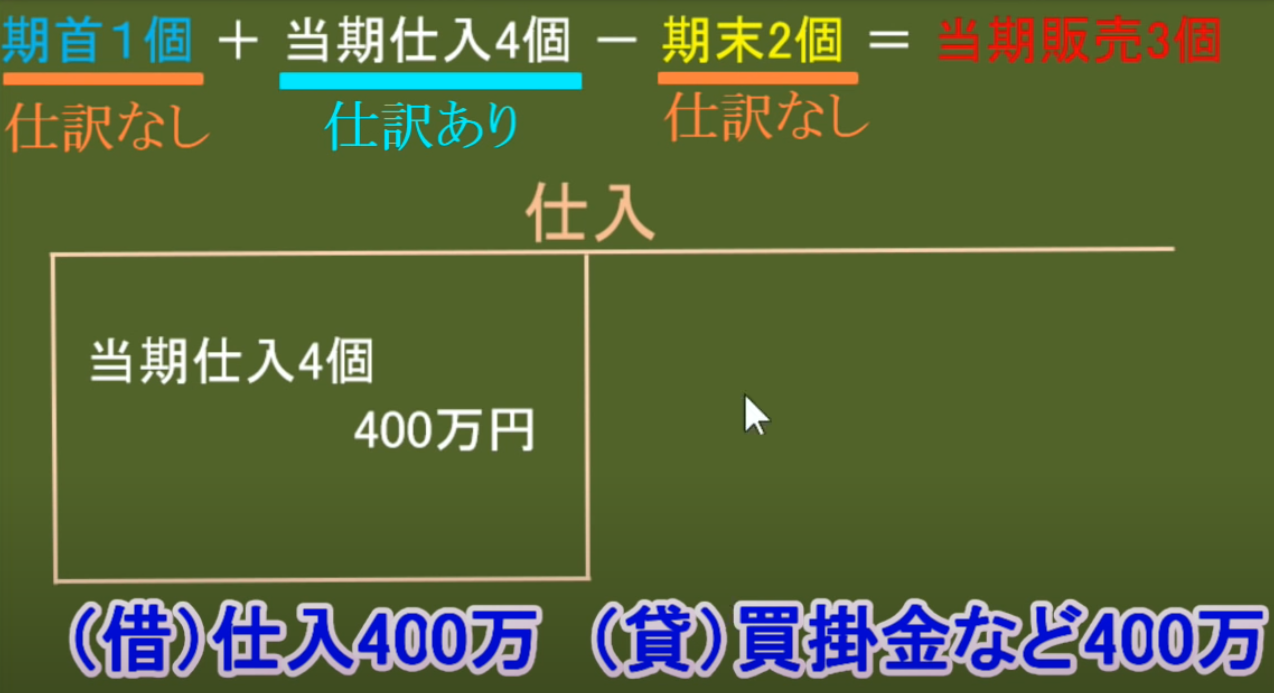 期首１個 ＋ 当期仕入4個 － 期末2個 ＝ 当期販売3個
仕訳なし 仕訳あり 仕訳なし
仕入
当期仕入4個
400万円
（借）仕入400万 （貸）買掛金など400万